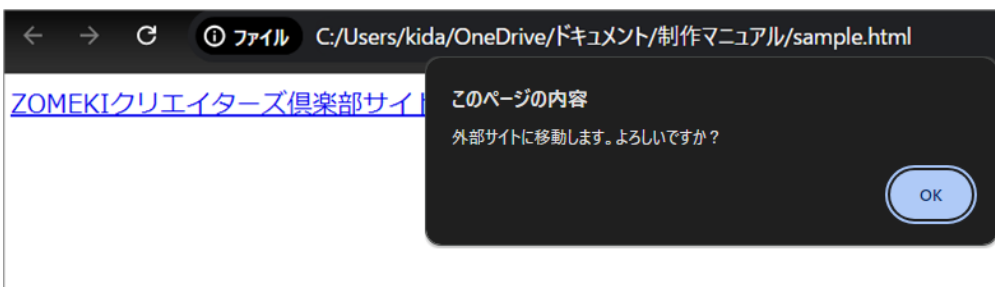 ファイル C:/Users/kida/OneDrive/ドキュメント/制作マニュアル/sample.html
ZOMEKIクリエイターズ倶楽部サイト
このページの内容
外部サイトに移動します。よろしいですか？
OK